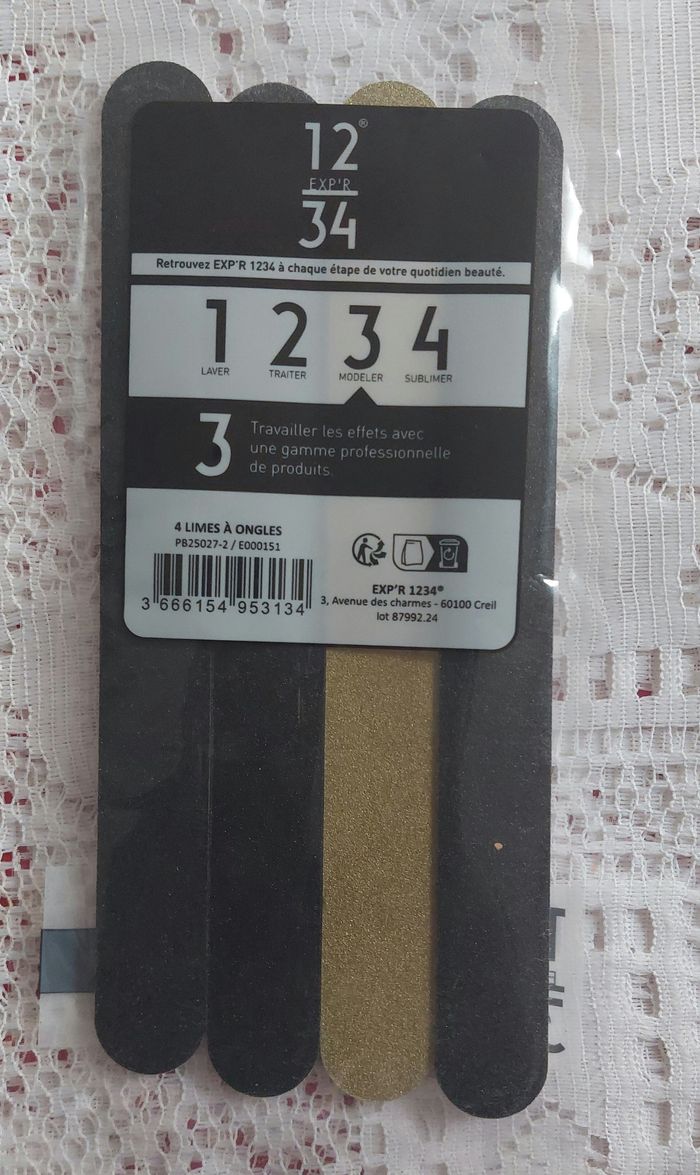 12®
EXP'R
34
Retrouvez EXP'R 1234 à chaque étape de votre quotidien beauté.
1 2 3 4
LAVER TRAITER MODELER SUBLIMER
3 Travailler les effets avec
une gamme professionnelle
de produits.
4 LIMES À ONGLES
PB25027-2 / E000151
3 666154 953134
EXP'R 1234®
3, Avenue des charmes - 60100 Creil
lot 87992.24